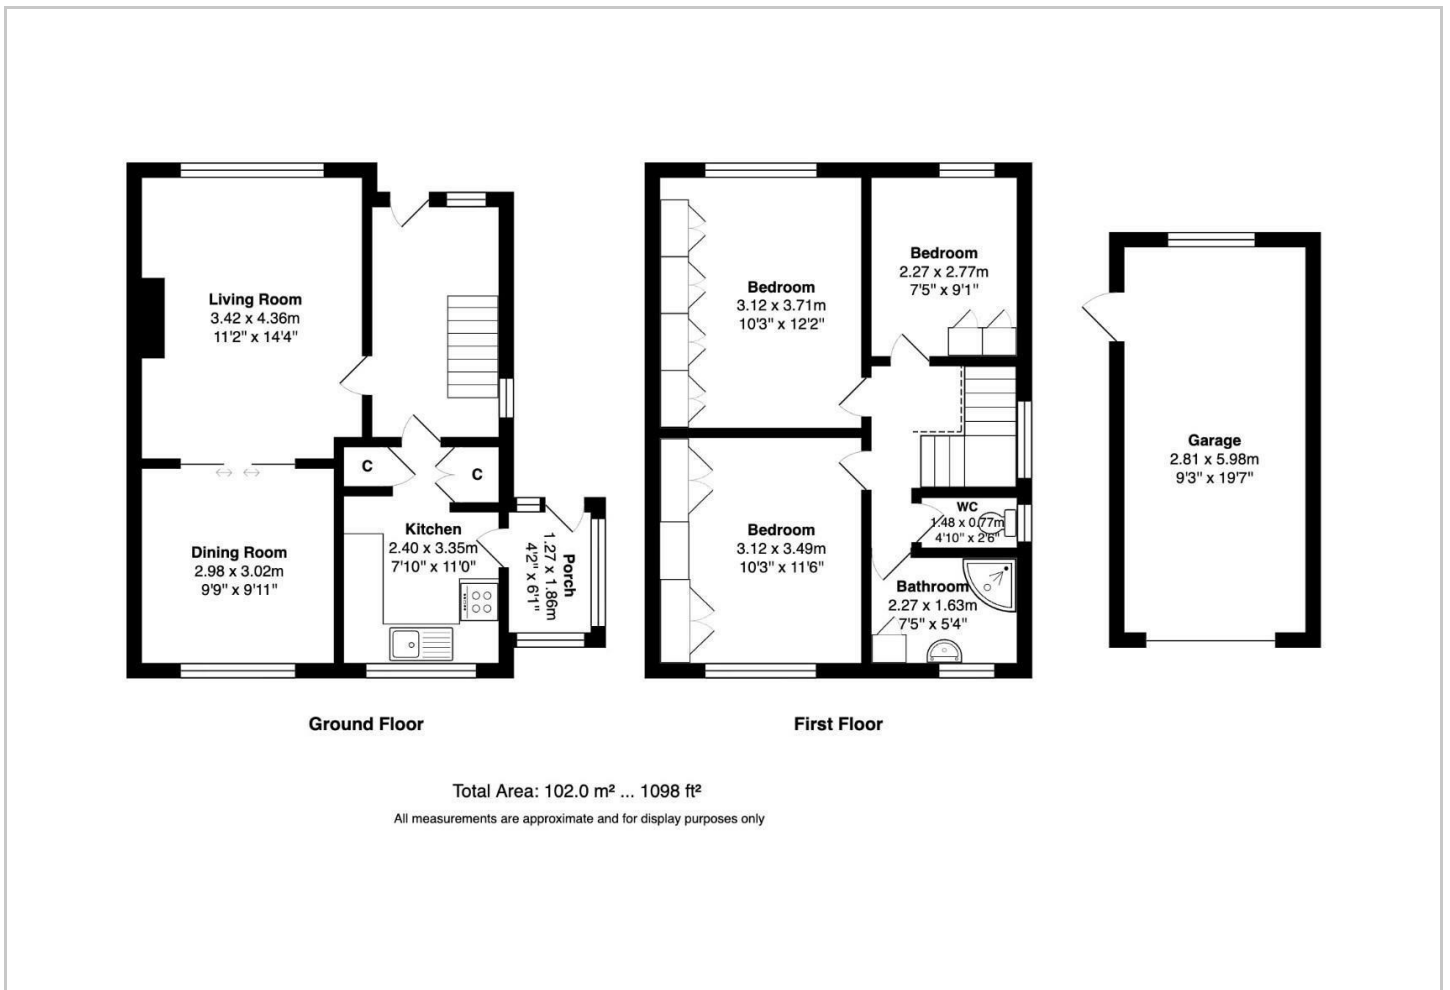 Living Room
3.42 x 4.36m
11'2" x 14'4"
C
C
Kitchen
2.40 x 3.35m
7'10" x 11'0"
Porch
1.27 x 1.86m
4'2" x 6'1"
Dining Room
2.98 x 3.02m
9'9" x 9'11"
Ground Floor
Bedroom
3.12 x 3.71m
10'3" x 12'2"
Bedroom
2.27 x 2.77m
7'5" x 9'1"
Bedroom
3.12 x 3.49m
10'3" x 11'6"
WC
1.48 x 0.77m
4'10" x 2'6"
Bathroom
2.27 x 1.63m
7'5" x 5'4"
First Floor
Garage
2.81 x 5.98m
9'3" x 19'7"
Total Area: 102.0 m² ... 1098 ft²
All measurements are approximate and for display purposes only